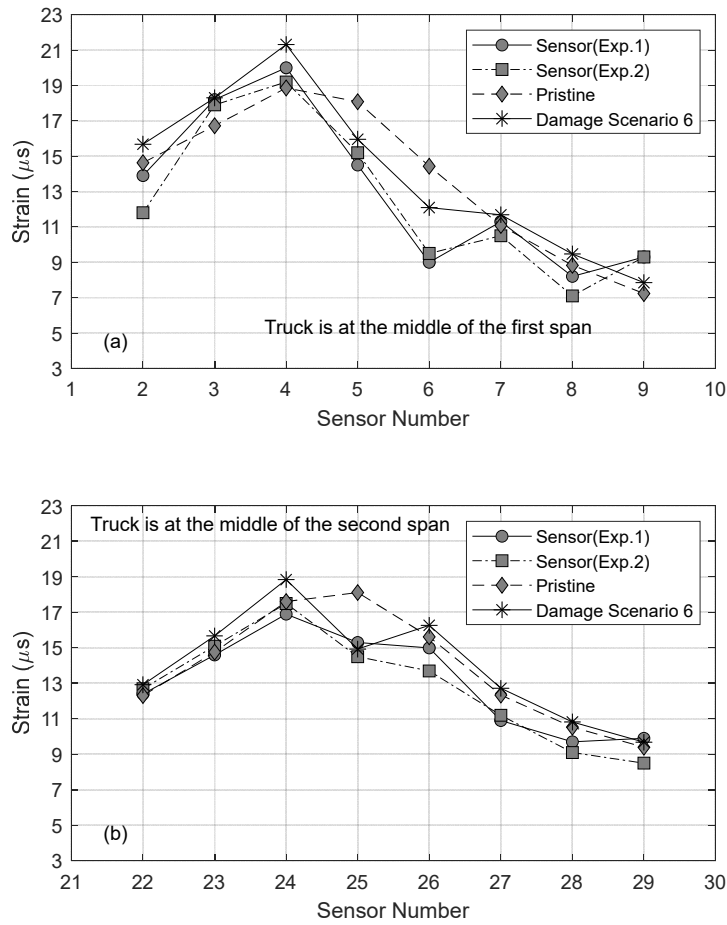 23
21
19
17
15
13
11
9
7
5
3
Strain (μs)
Sensor(Exp.1)
Sensor(Exp.2)
Pristine
Damage Scenario 6
Truck is at the middle of the first span
(a)
1 2 3 4 5 6 7 8 9 10
Sensor Number
23
21
19
17
15
13
11
9
7
5
3
Strain (μs)
Truck is at the middle of the second span
Sensor(Exp.1)
Sensor(Exp.2)
Pristine
Damage Scenario 6
(b)
21 22 23 24 25 26 27 28 29 30
Sensor Number